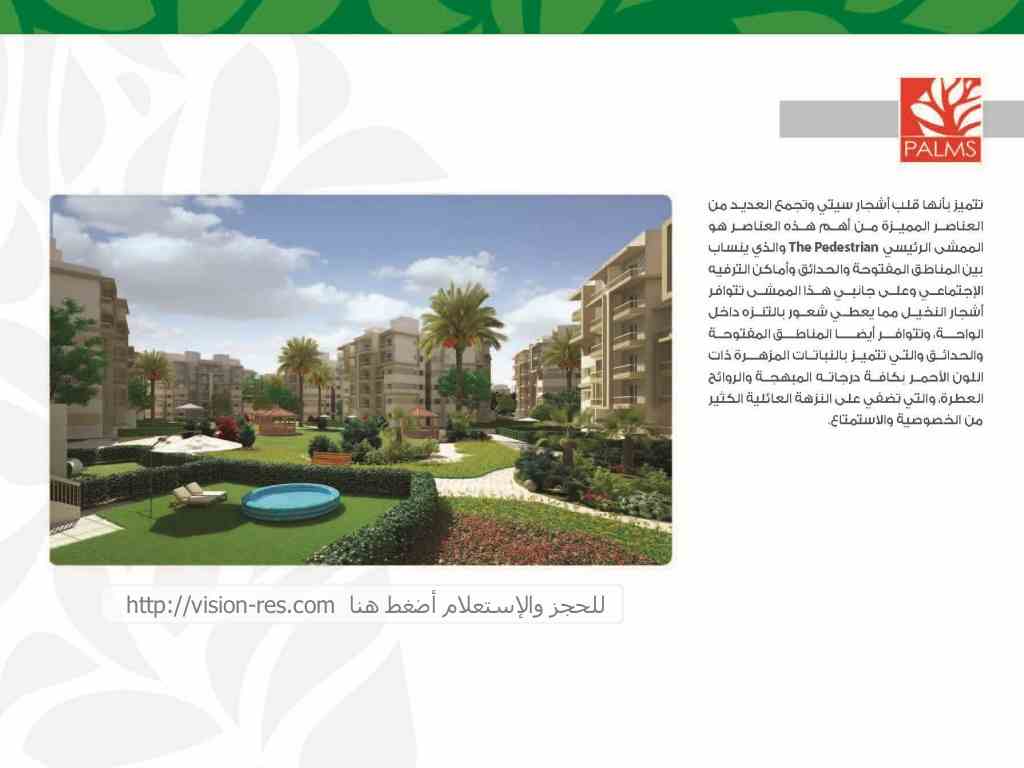 PALMS
تتميز بأنها قلب أشجار سيتي وتجمع العديد من
العناصر المميزة من أهم هذه العناصر هو
الممشى الرئيسي The Pedestrian والذي ينساب
بين المناطق المفتوحة والحدائق وأماكن الترفيه
الإجتماعي وعلى جانبي هذا الممشى تتوافر
أشجار النخيل مما يعطي شعور بالتنزه داخل
الواحة، وتتوافر أيضا المناطق المفتوحة
والحدائق والتي تتميز بالنباتات المزهرة ذات
اللون الأحمر بكافة درجاته المبهجة والروائح
العطرة، والتي تضفي على النزهة العائلية الكثير
من الخصوصية والاستمتاع.
للحجز والإستعلام أضغط هنا http://vision-res.com